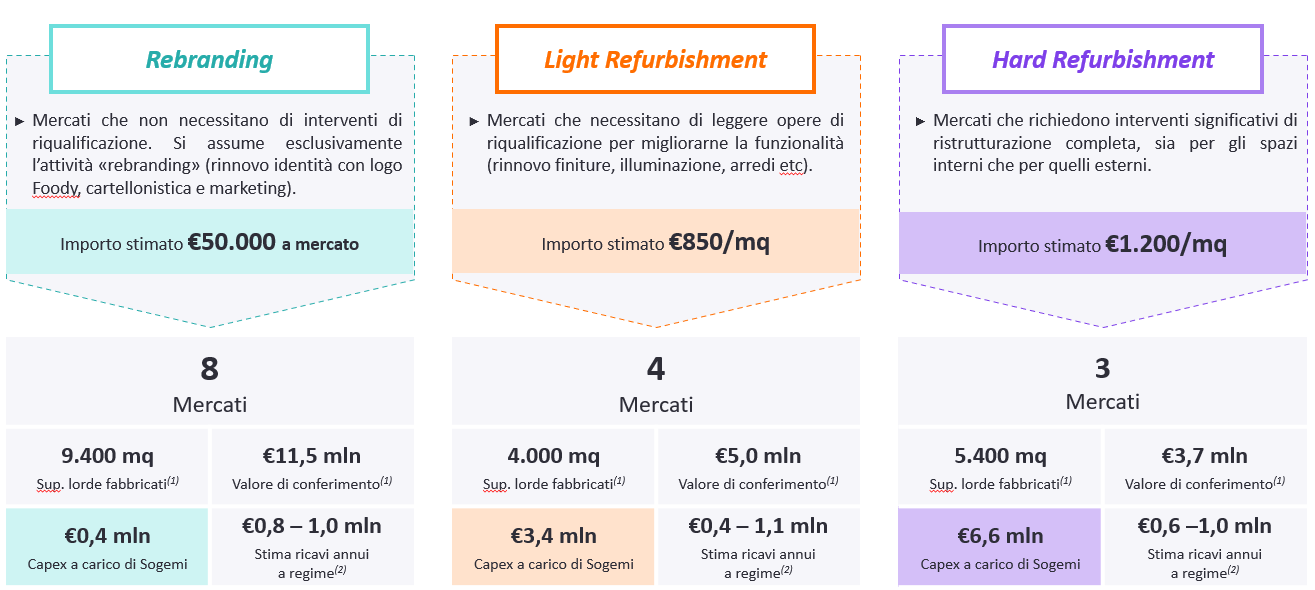 Rebranding
► Mercati che non necessitano di interventi di
riqualificazione. Si assume esclusivamente
l'attività «rebranding» (rinnovo identità con logo
Foody, cartellonistica e marketing).
Importo stimato €50.000 a mercato
8
Mercati
9.400 mq
Sup. lorde fabbricati(1)
€11,5 mln
Valore di conferimento(1)
€0,4 mln
Capex a carico di Sogemi
€0,8 – 1,0 mln
Stima ricavi annui
a regime(2)
Light Refurbishment
► Mercati che necessitano di leggere opere di
riqualificazione per migliorarne la funzionalità
(rinnovo finiture, illuminazione, arredi etc).
Importo stimato €850/mq
4
Mercati
4.000 mq
Sup. lorde fabbricati(1)
€5,0 mln
Valore di conferimento(1)
€3,4 mln
Capex a carico di Sogemi
€0,4 – 1,1 mln
Stima ricavi annui
a regime(2)
Hard Refurbishment
► Mercati che richiedono interventi significativi di
ristrutturazione completa, sia per gli spazi
interni che per quelli esterni.
Importo stimato €1.200/mq
3
Mercati
5.400 mq
Sup. lorde fabbricati(1)
€3,7 mln
Valore di conferimento(1)
€6,6 mln
Capex a carico di Sogemi
€0,6 –1,0 mln
Stima ricavi annui
a regime(2)